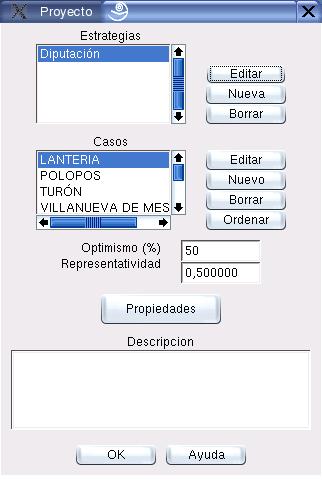 Proyecto
Estrategias
Diputación
Editar
Nueva
Borrar
Casos
LANTERIA
POLOPOS
TURÓN
VILLANUEVA DE MES
Editar
Nuevo
Borrar
Ordenar
Optimismo (%) 50
Representatividad 0,500000
Propiedades
Descripcion
OK Ayuda